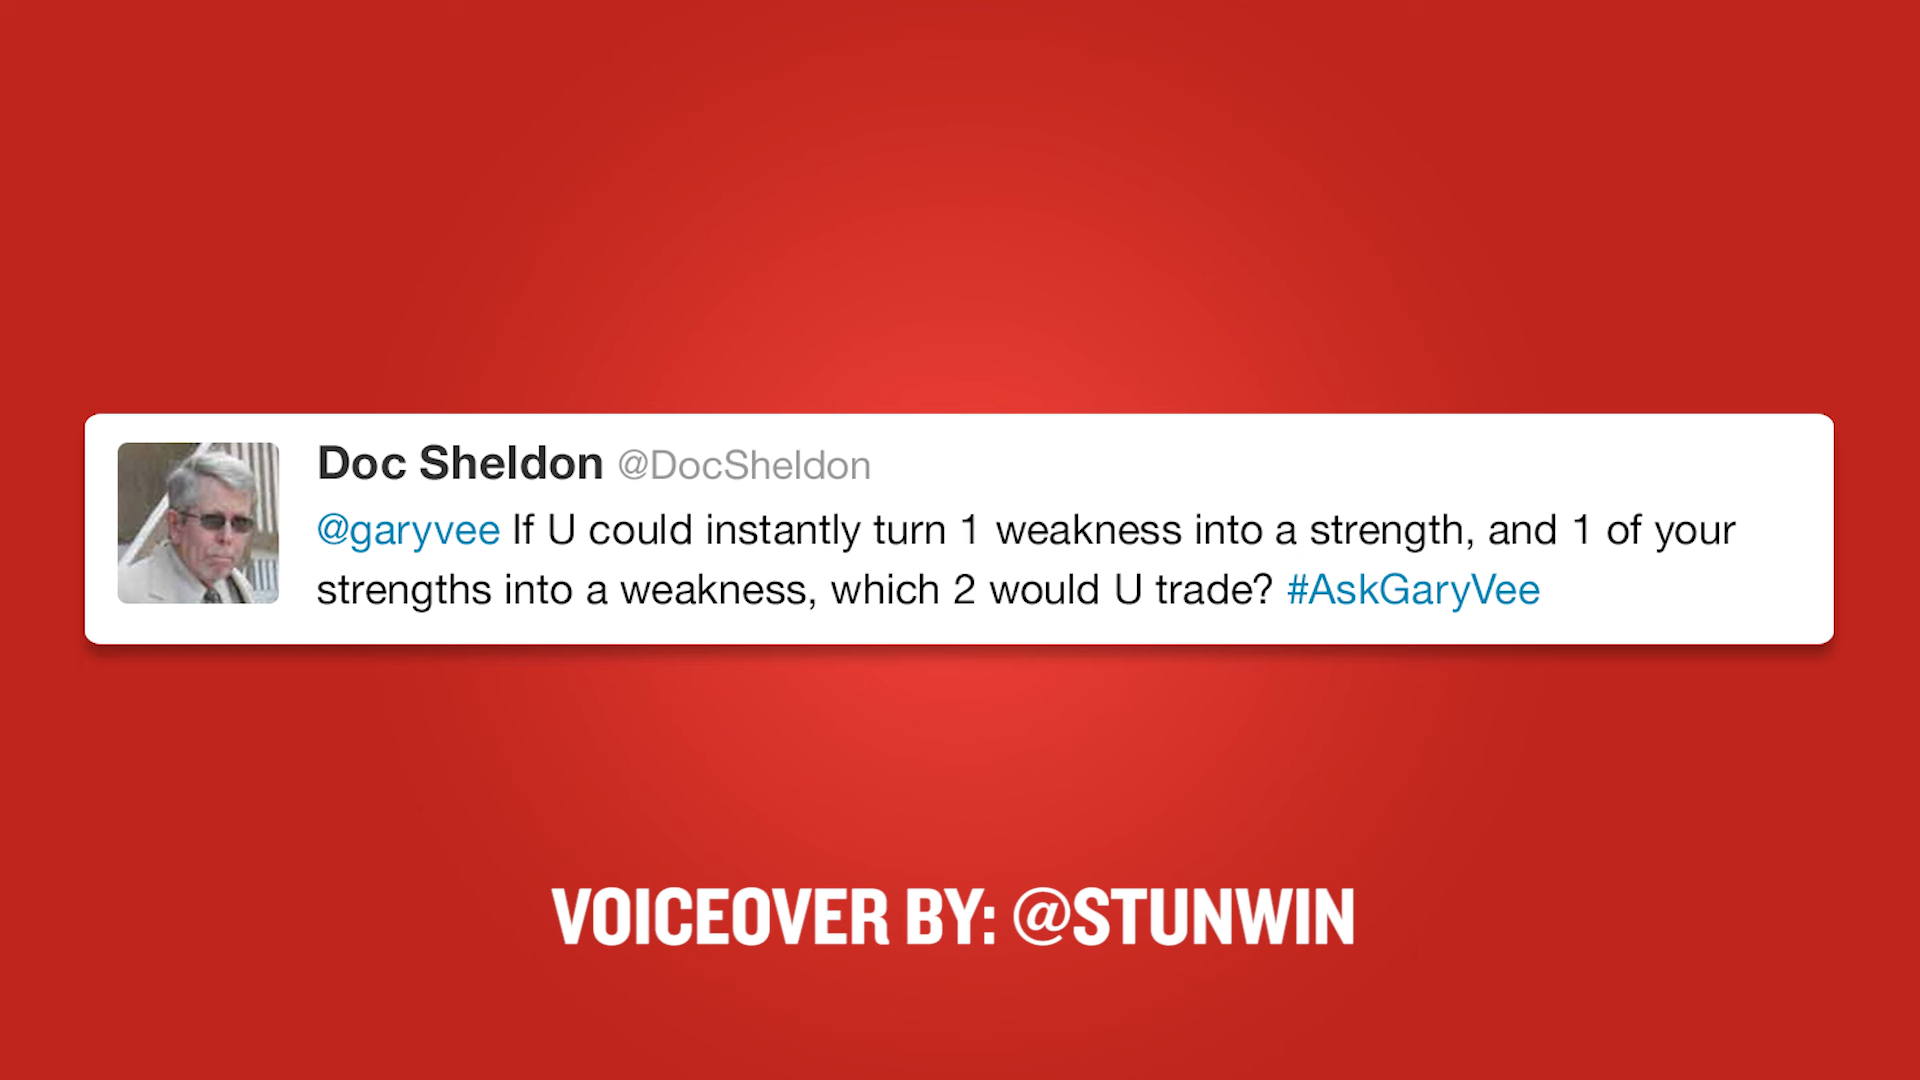 Doc Sheldon @DocSheldon
@garyvee If U could instantly turn 1 weakness into a strength, and 1 of your
strengths into a weakness, which 2 would U trade? #AskGaryVee
VOICEOVER BY: @STUNWIN